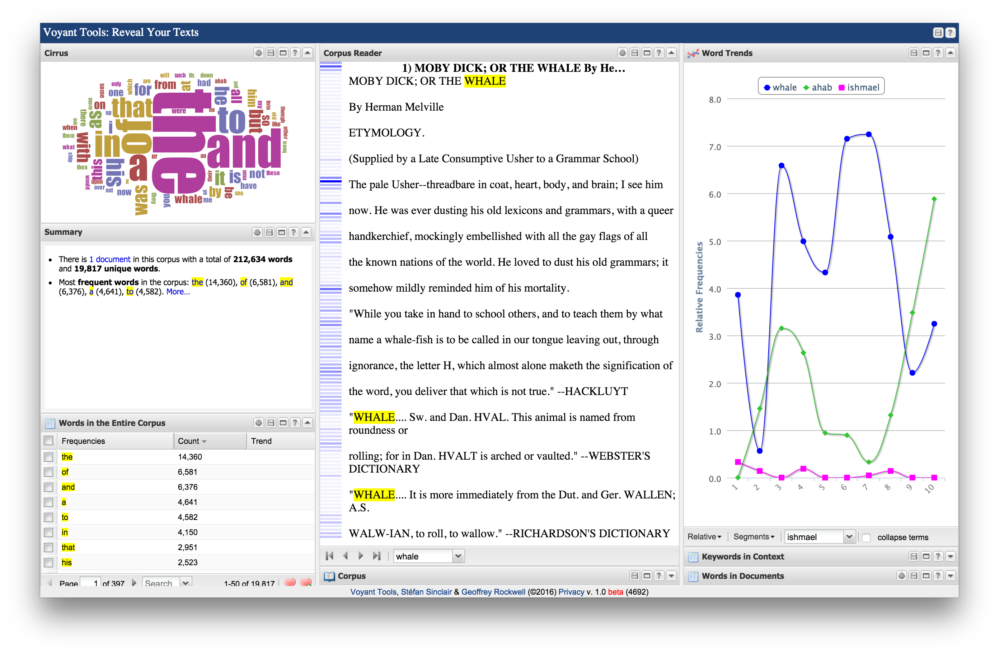 Voyant Tools: Reveal Your Texts
Cirrus
will such its down
only which are from at had ahab yet
some one for he all him
more on that the were no to but my into so old though
we there as up i of like other
when them in and been
what with
ship a or an
then this his their it is man not these
would upon if have
over out now was they you whale me ye by be sea
Summary
There is 1 document in this corpus with a total of 212,634 words
and 19,817 unique words.
Most frequent words in the corpus: the (14,360), of (6,581), and
(6,376), a (4,641), to (4,582). More...
Words in the Entire Corpus
Frequencies Count Trend
the 14,360
of 6,581
and 6,376
a 4,641
to 4,582
in 4,150
that 2,951
his 2,523
Page 1 of 397 Search 1-50 of 19,817
Corpus Reader
1) MOBY DICK; OR THE WHALE By He...
MOBY DICK; OR THE WHALE
By Herman Melville
ETYMOLOGY.
(Supplied by a Late Consumptive Usher to a Grammar School)
The pale Usher--threadbare in coat, heart, body, and brain; I see him
now. He was ever dusting his old lexicons and grammars, with a queer
handkerchief, mockingly embellished with all the gay flags of all
the known nations of the world. He loved to dust his old grammars; it
somehow mildly reminded him of his mortality.
"While you take in hand to school others, and to teach them by what
name a whale-fish is to be called in our tongue leaving out, through
ignorance, the letter H, which almost alone maketh the signification of
the word, you deliver that which is not true." --HACKLUYT
"WHALE.... Sw. and Dan. HVAL. This animal is named from
roundness or
rolling; for in Dan. HVALT is arched or vaulted." --WEBSTER'S
DICTIONARY
"WHALE.... It is more immediately from the Dut. and Ger. WALLEN;
A.S.
WALW-IAN, to roll, to wallow." --RICHARDSON'S DICTIONARY
whale
Corpus
Word Trends
whale ahab ishmael
Relative Frequencies
8.0
7.0
6.0
5.0
4.0
3.0
2.0
1.0
0.0
1 2 3 4 5 6 7 8 9 10
Relative Segments ishmael collapse terms
Keywords in Context
Words in Documents
Voyant Tools, Stéfan Sinclair & Geoffrey Rockwell (©2016) Privacy v. 1.0 beta (4692)